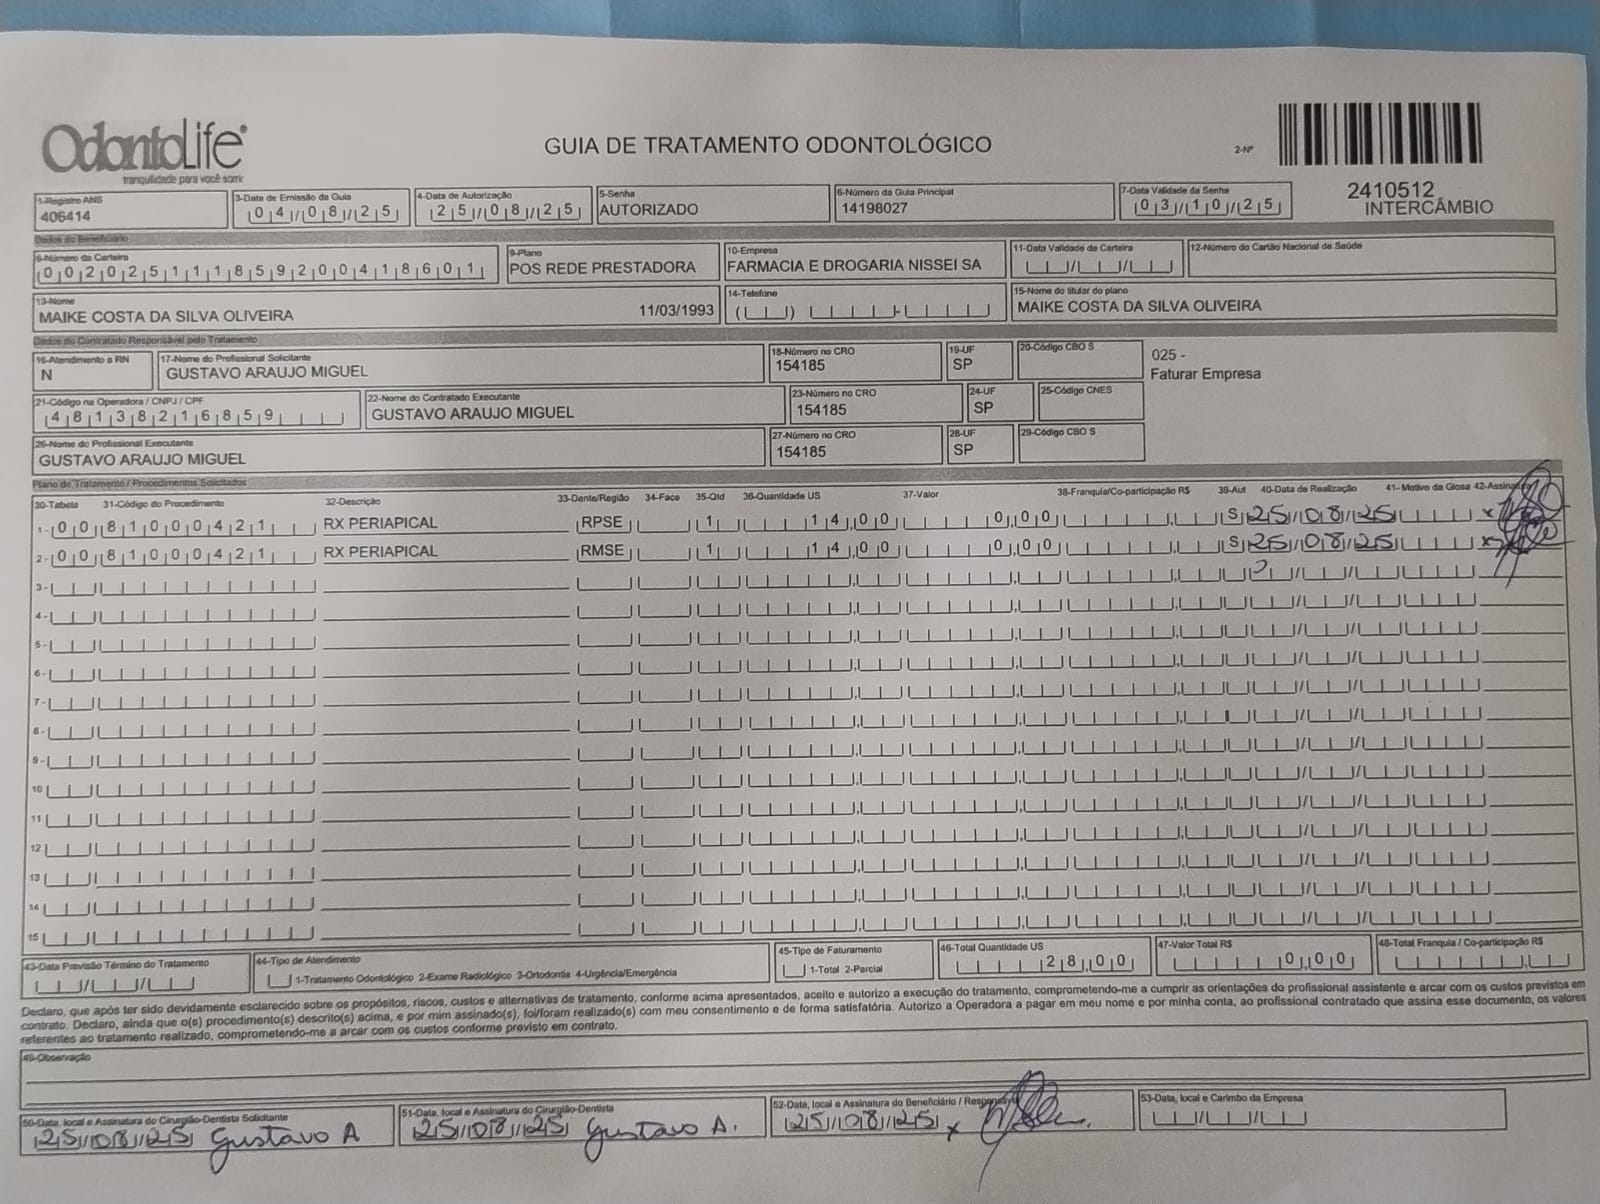 OdontoLife®
tranquilidade para você sorrir
GUIA DE TRATAMENTO ODONTOLÓGICO
2-Nº
2410512
INTERCÂMBIO
1-Registro ANS
406414
3-Data de Emissão da Guia
04/08/25
4-Data de Autorização
25/08/25
5-Senha
AUTORIZADO
6-Número da Guia Principal
14198027
7-Data Validade da Senha
03/10/25
Dados do Beneficiário
8-Número da Carteira
002025111859200418601
9-Plano
POS REDE PRESTADORA
10-Empresa
FARMACIA E DROGARIA NISSEI SA
11-Data Validade da Carteira
12-Número do Cartão Nacional de Saúde
13-Nome
MAIKE COSTA DA SILVA OLIVEIRA 11/03/1993
14-Telefone
15-Nome do titular do plano
MAIKE COSTA DA SILVA OLIVEIRA
Dados do Contratado Responsável pelo Tratamento
16-Atendimento a RN
N
17-Nome do Profissional Solicitante
GUSTAVO ARAUJO MIGUEL
18-Número no CRO
154185
19-UF
SP
20-Código CBO S
025 -
Faturar Empresa
21-Código na Operadora / CNPJ / CPF
48138216859
22-Nome do Contratado Executante
GUSTAVO ARAUJO MIGUEL
23-Número no CRO
154185
24-UF
SP
25-Código CNES
26-Nome do Profissional Executante
GUSTAVO ARAUJO MIGUEL
27-Número no CRO
154185
28-UF
SP
29-Código CBO S
Plano de Tratamento / Procedimentos Solicitados
30-Tabela 31-Código do Procedimento 32-Descrição 33-Dente/Região 34-Face 35-Qtd 36-Quantidade US 37-Valor 38-Franquia/Co-participação R$ 39-Aut 40-Data de Realização 41- Motivo da Glosa 42-Assinatura
1- 00 81000421 RX PERIAPICAL RPSE 1 14,00 0,00 S 25/08/25 x
2- 00 81000421 RX PERIAPICAL RMSE 1 14,00 0,00 S 25/08/25 x
3-
4-
5-
6-
7-
8-
9-
10
11
12
13
14
15
43-Data Previsão Término do Tratamento
44-Tipo de Atendimento
1-Tratamento Odontológico 2-Exame Radiológico 3-Ortodontia 4-Urgência/Emergência
45-Tipo de Faturamento
1-Total 2-Parcial
46-Total Quantidade US
28,00
47-Valor Total R$
0,00
48-Total Franquia / Co-participação R$
Declaro, que após ter sido devidamente esclarecido sobre os propósitos, riscos, custos e alternativas de tratamento, conforme acima apresentados, aceito e autorizo a execução do tratamento, comprometendo-me a cumprir as orientações do profissional assistente e arcar com os custos previstos em
contrato. Declaro, ainda que o(s) procedimento(s) descrito(s) acima, e por mim assinado(s), foi/foram realizado(s) com meu consentimento e de forma satisfatória. Autorizo a Operadora a pagar em meu nome e por minha conta, ao profissional contratado que assina esse documento, os valores
referentes ao tratamento realizado, comprometendo-me a arcar com os custos conforme previsto em contrato.
49-Observação
50-Data, local e Assinatura do Cirurgião-Dentista Solicitante
25/08/25 Gustavo A
51-Data, local e Assinatura do Cirurgião-Dentista
25/08/25 Gustavo A.
52-Data, local e Assinatura do Beneficiário / Responsável
25/08/25 x
53-Data, local e Carimbo da Empresa